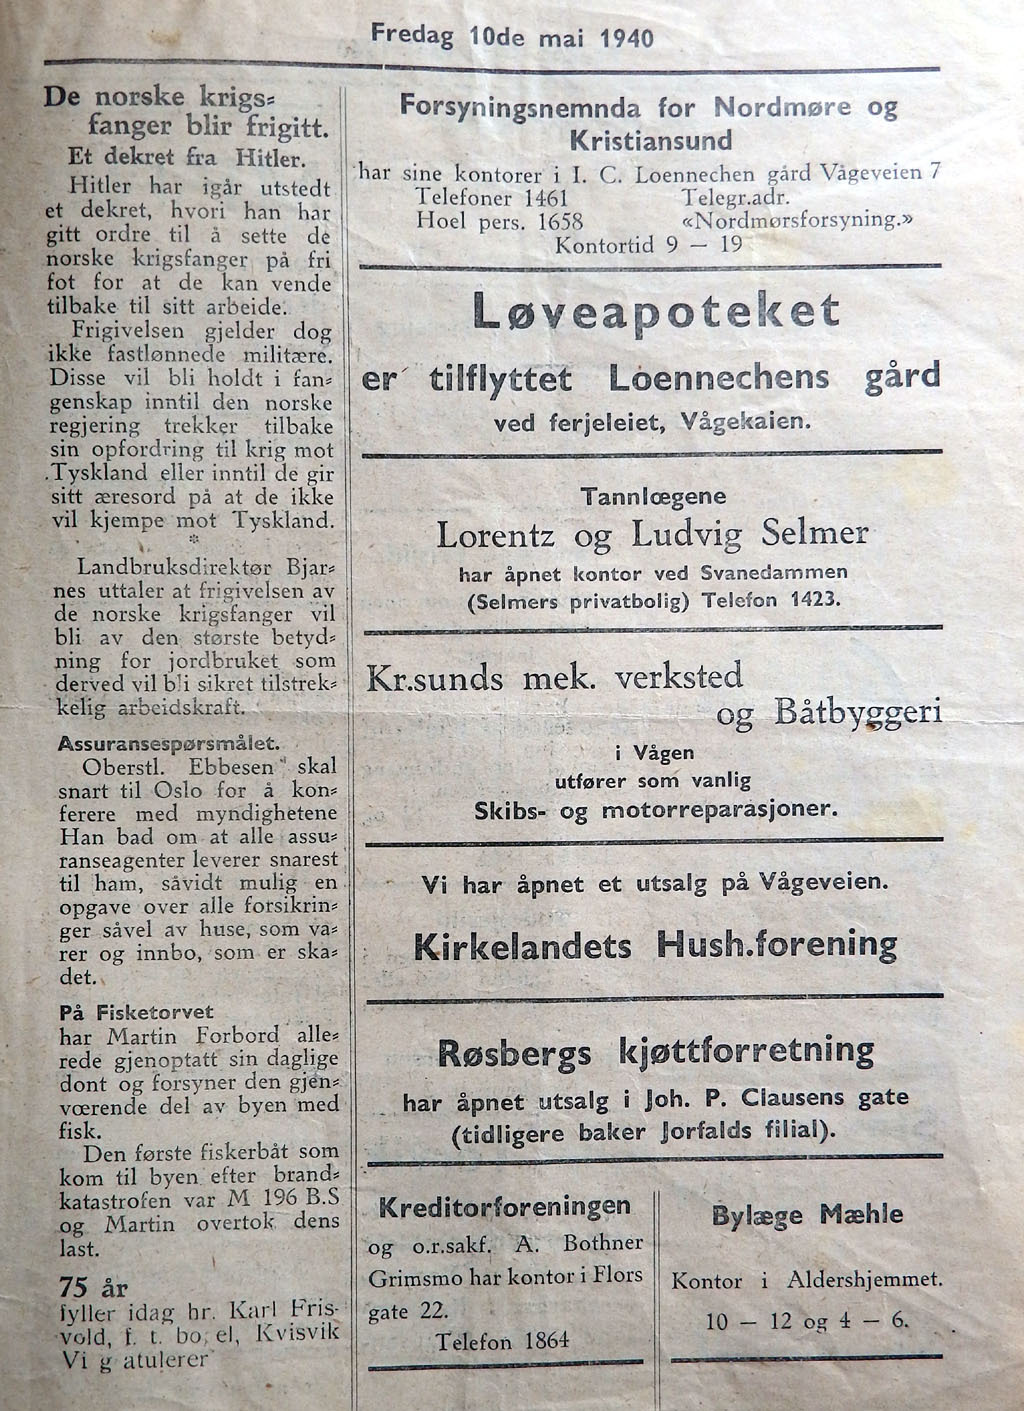 Fredag 10de mai 1940
De norske krigs-
fanger blir frigitt.
Et dekret fra Hitler.
Hitler har igår utstedt
et dekret, hvori han har
gitt ordre til å sette de
norske krigsfanger på fri
fot for at de kan vende
tilbake til sitt arbeide.
Frigivelsen gjelder dog
ikke fastlønnede militære.
Disse vil bli holdt i fan-
genskap inntil den norske
regjering trekker tilbake
sin opfordring til krig mot
Tyskland eller inntil de gir
sitt æresord på at de ikke
vil kjempe mot Tyskland.
*
Landbruksdirektør Bjar-
nes uttaler at frigivelsen av
de norske krigsfanger vil
bli av den største betyd-
ning for jordbruket som
derved vil bli sikret tilstrek-
kelig arbeidskraft.
Assuransespørsmålet.
Oberstl. Ebbesen skal
snart til Oslo for å kon-
ferere med myndighetene
Han bad om at alle assu-
ranseagenter leverer snarest
til ham, såvidt mulig en
opgave over alle forsikrin-
ger såvel av huse, som va-
rer og innbo, som er ska-
det.
På Fisketorvet
har Martin Forbord alle-
rede gjenoptatt sin daglige
dont og forsyner den gjen-
værende del av byen med
fisk.
Den første fiskerbåt som
kom til byen efter brand-
katastrofen var M 196 B.S
og Martin overtok dens
last.
75 år
fyller idag hr. Karl Fris-
vold, f. t. bo el, Kvisvik
Vi g atulerer
Forsyningsnemnda for Nordmøre og
Kristiansund
har sine kontorer i I. C. Loennechen gård Vågeveien 7
Telefoner 1461 Telegr.adr.
Hoel pers. 1658 «Nordmørsforsyning.»
Kontortid 9 — 19
Løveapoteket
er tilflyttet Loennechens gård
ved ferjeleiet, Vågekaien.
Tannlægene
Lorentz og Ludvig Selmer
har åpnet kontor ved Svanedammen
(Selmers privatbolig) Telefon 1423.
Kr.sunds mek. verksted
og Båtbyggeri
i Vågen
utfører som vanlig
Skibs- og motorreparasjoner.
Vi har åpnet et utsalg på Vågeveien.
Kirkelandets Hush.forening
Røsbergs kjøttforretning
har åpnet utsalg i Joh. P. Clausens gate
(tidligere baker Jorfalds filial).
Kreditorforeningen
og o.r.sakf. A. Bothner
Grimsmo har kontor i Flors
gate 22.
Telefon 1864
Bylæge Mæhle
Kontor i Aldershjemmet.
10 — 12 og 4 — 6.